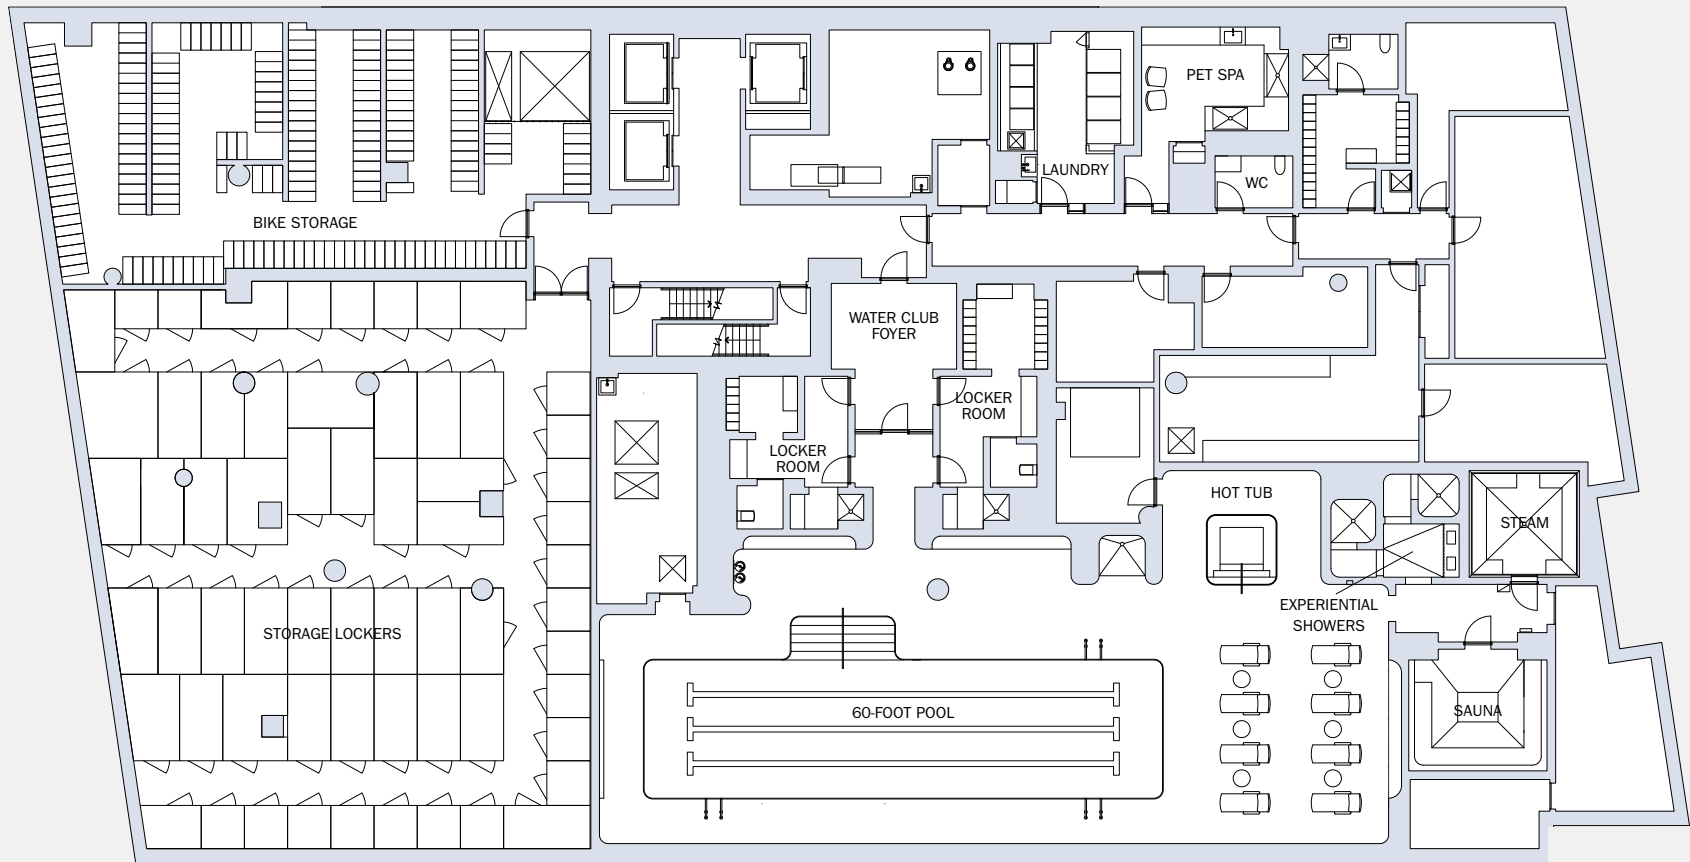 PET SPA
LAUNDRY
WC
BIKE STORAGE
WATER CLUB
FOYER
LOCKER
ROOM
LOCKER
ROOM
HOT TUB
STEAM
EXPERIENTIAL
SHOWERS
STORAGE LOCKERS
60-FOOT POOL
SAUNA